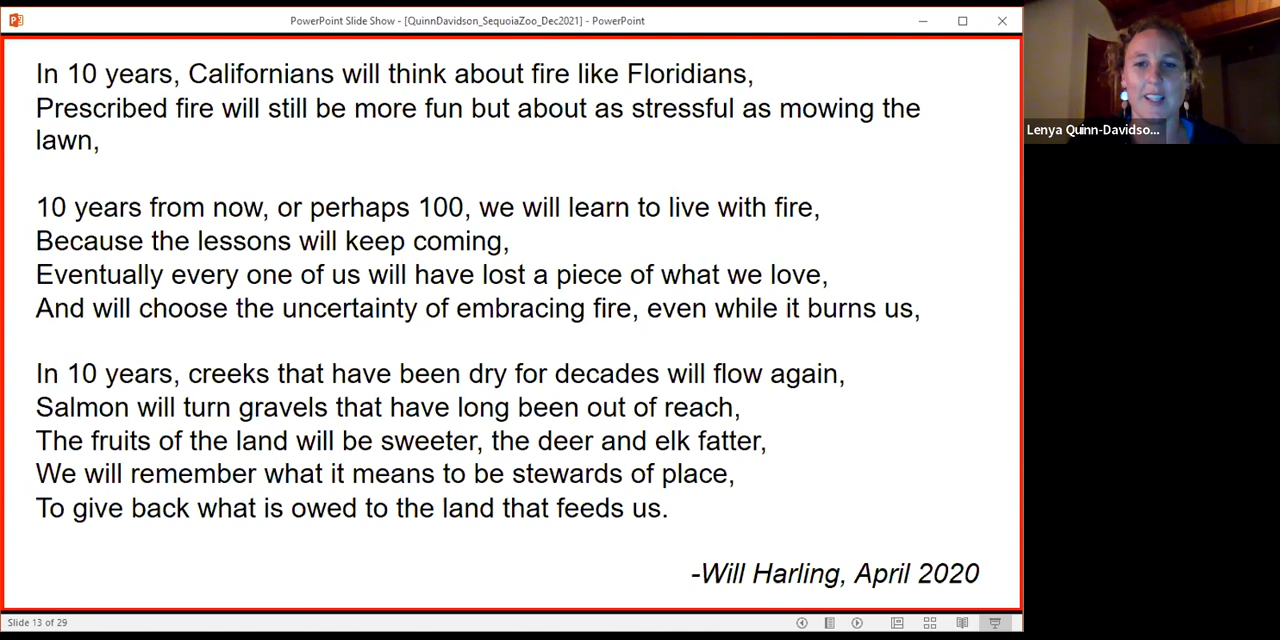 PowerPoint Slide Show - [QuinnDavidson_SequoiaZoo_Dec2021] - PowerPoint
In 10 years, Californians will think about fire like Floridians,
Prescribed fire will still be more fun but about as stressful as mowing the
lawn,
10 years from now, or perhaps 100, we will learn to live with fire,
Because the lessons will keep coming,
Eventually every one of us will have lost a piece of what we love,
And will choose the uncertainty of embracing fire, even while it burns us,
In 10 years, creeks that have been dry for decades will flow again,
Salmon will turn gravels that have long been out of reach,
The fruits of the land will be sweeter, the deer and elk fatter,
We will remember what it means to be stewards of place,
To give back what is owed to the land that feeds us.
-Will Harling, April 2020
Slide 13 of 29
Lenya Quinn-Davidso...